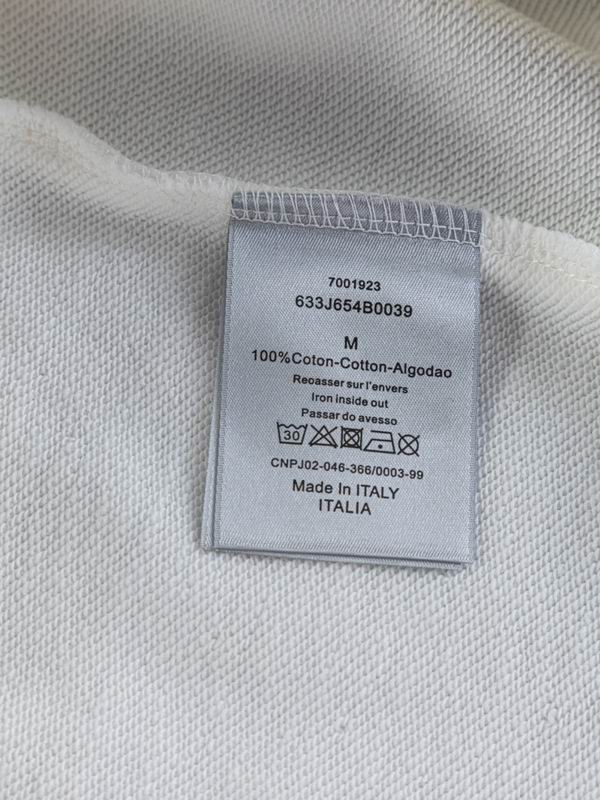 7001923
633J654B0039
M
100%Coton-Cotton-Algodao
Reoasser sur l'envers
Iron inside out
Passar do avesso
30
CNPJ02-046-366/0003-99
Made In ITALY
ITALIA